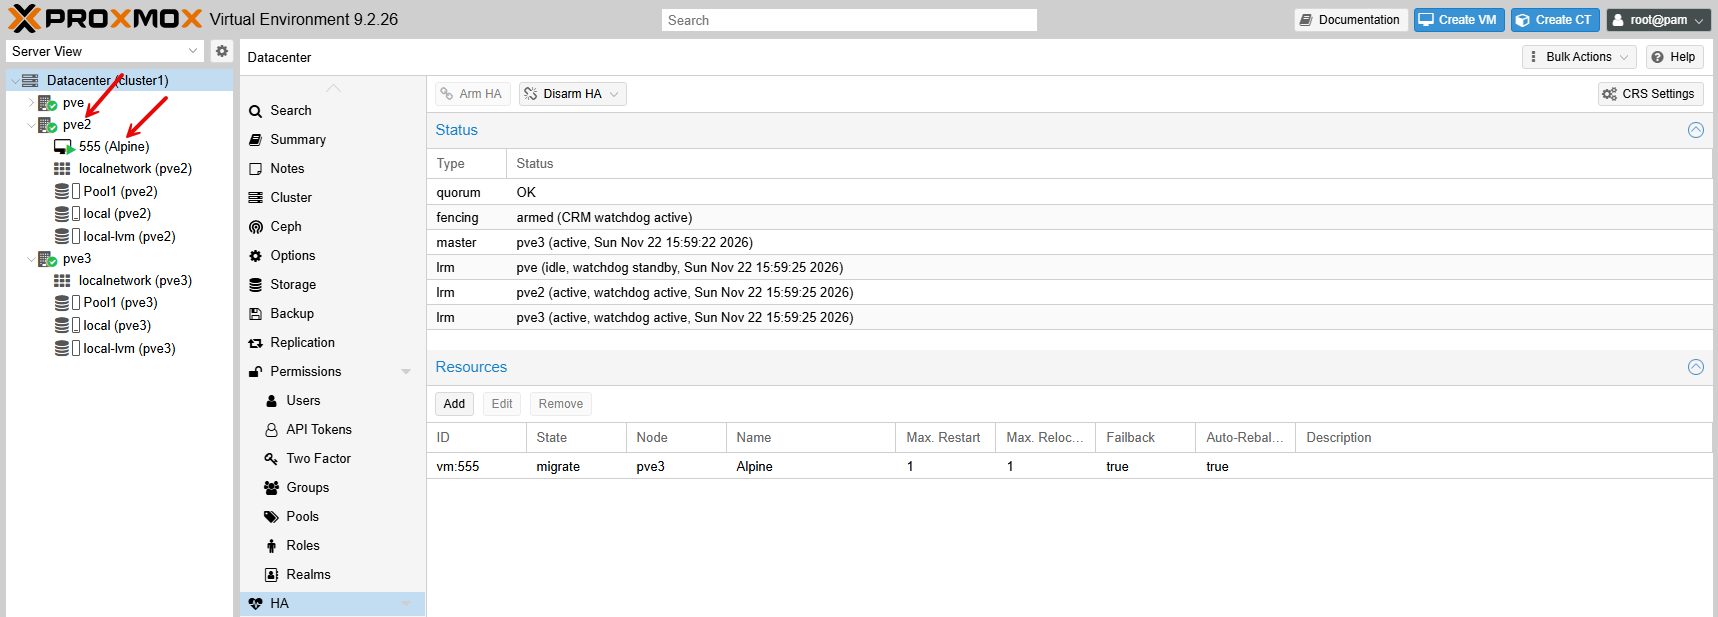 PROXMOX Virtual Environment 9.2.26 Search Documentation Create VM Create CT root@pam
Server View
Datacenter (cluster1)
pve
pve2
555 (Alpine)
localnetwork (pve2)
Pool1 (pve2)
local (pve2)
local-lvm (pve2)
pve3
localnetwork (pve3)
Pool1 (pve3)
local (pve3)
local-lvm (pve3)
Datacenter Bulk Actions Help
Search
Summary
Notes
Cluster
Ceph
Options
Storage
Backup
Replication
Permissions
Users
API Tokens
Two Factor
Groups
Pools
Roles
Realms
HA
Arm HA Disarm HA CRS Settings
Status
Type Status
quorum OK
fencing armed (CRM watchdog active)
master pve3 (active, Sun Nov 22 15:59:22 2026)
lrm pve (idle, watchdog standby, Sun Nov 22 15:59:25 2026)
lrm pve2 (active, watchdog active, Sun Nov 22 15:59:25 2026)
lrm pve3 (active, watchdog active, Sun Nov 22 15:59:25 2026)
Resources
Add Edit Remove
ID State Node Name Max. Restart Max. Reloc... Failback Auto-Rebal... Description
vm:555 migrate pve3 Alpine 1 1 true true